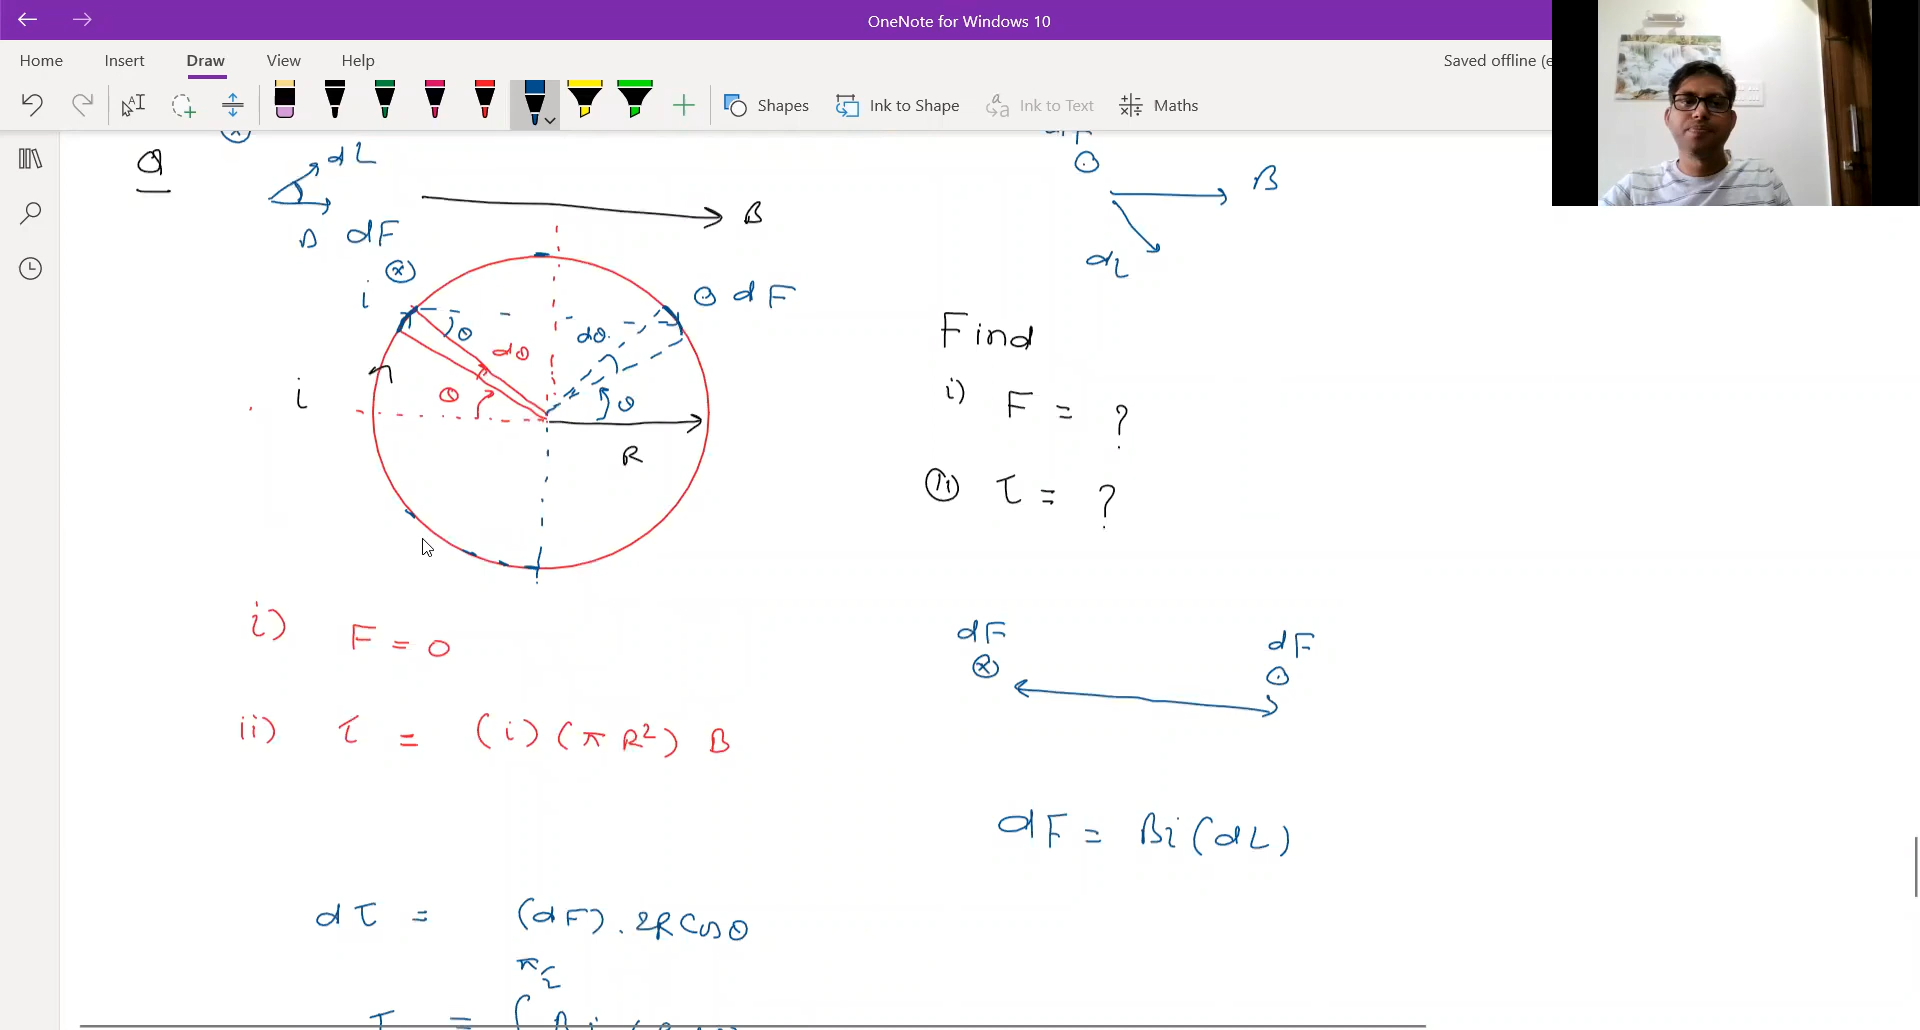 OneNote for Windows 10
Home Insert Draw View Help
Saved offline (e
Shapes Ink to Shape Ink to Text Maths
Q
dL
B
dF
B
dL
i
dF
Find
θ
dθ
dθ
θ
θ
i
R
i) F = ?
ii) τ = ?
i) F = 0
ii) τ = (i) (π R²) B
dF dF
dF = Bi (dL)
dτ = (dF) . 2R Cos θ